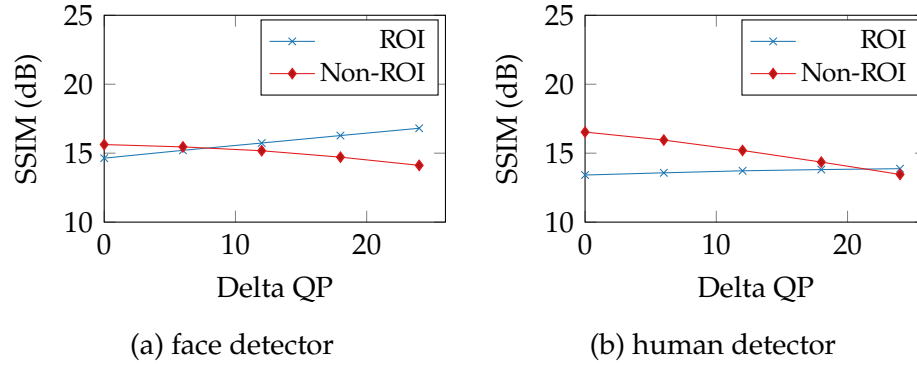 25
20
15
10
0
10
20
SSIM (dB)
Delta QP
ROI
Non-ROI
(a) face detector
25
20
15
10
0
10
20
SSIM (dB)
Delta QP
ROI
Non-ROI
(b) human detector